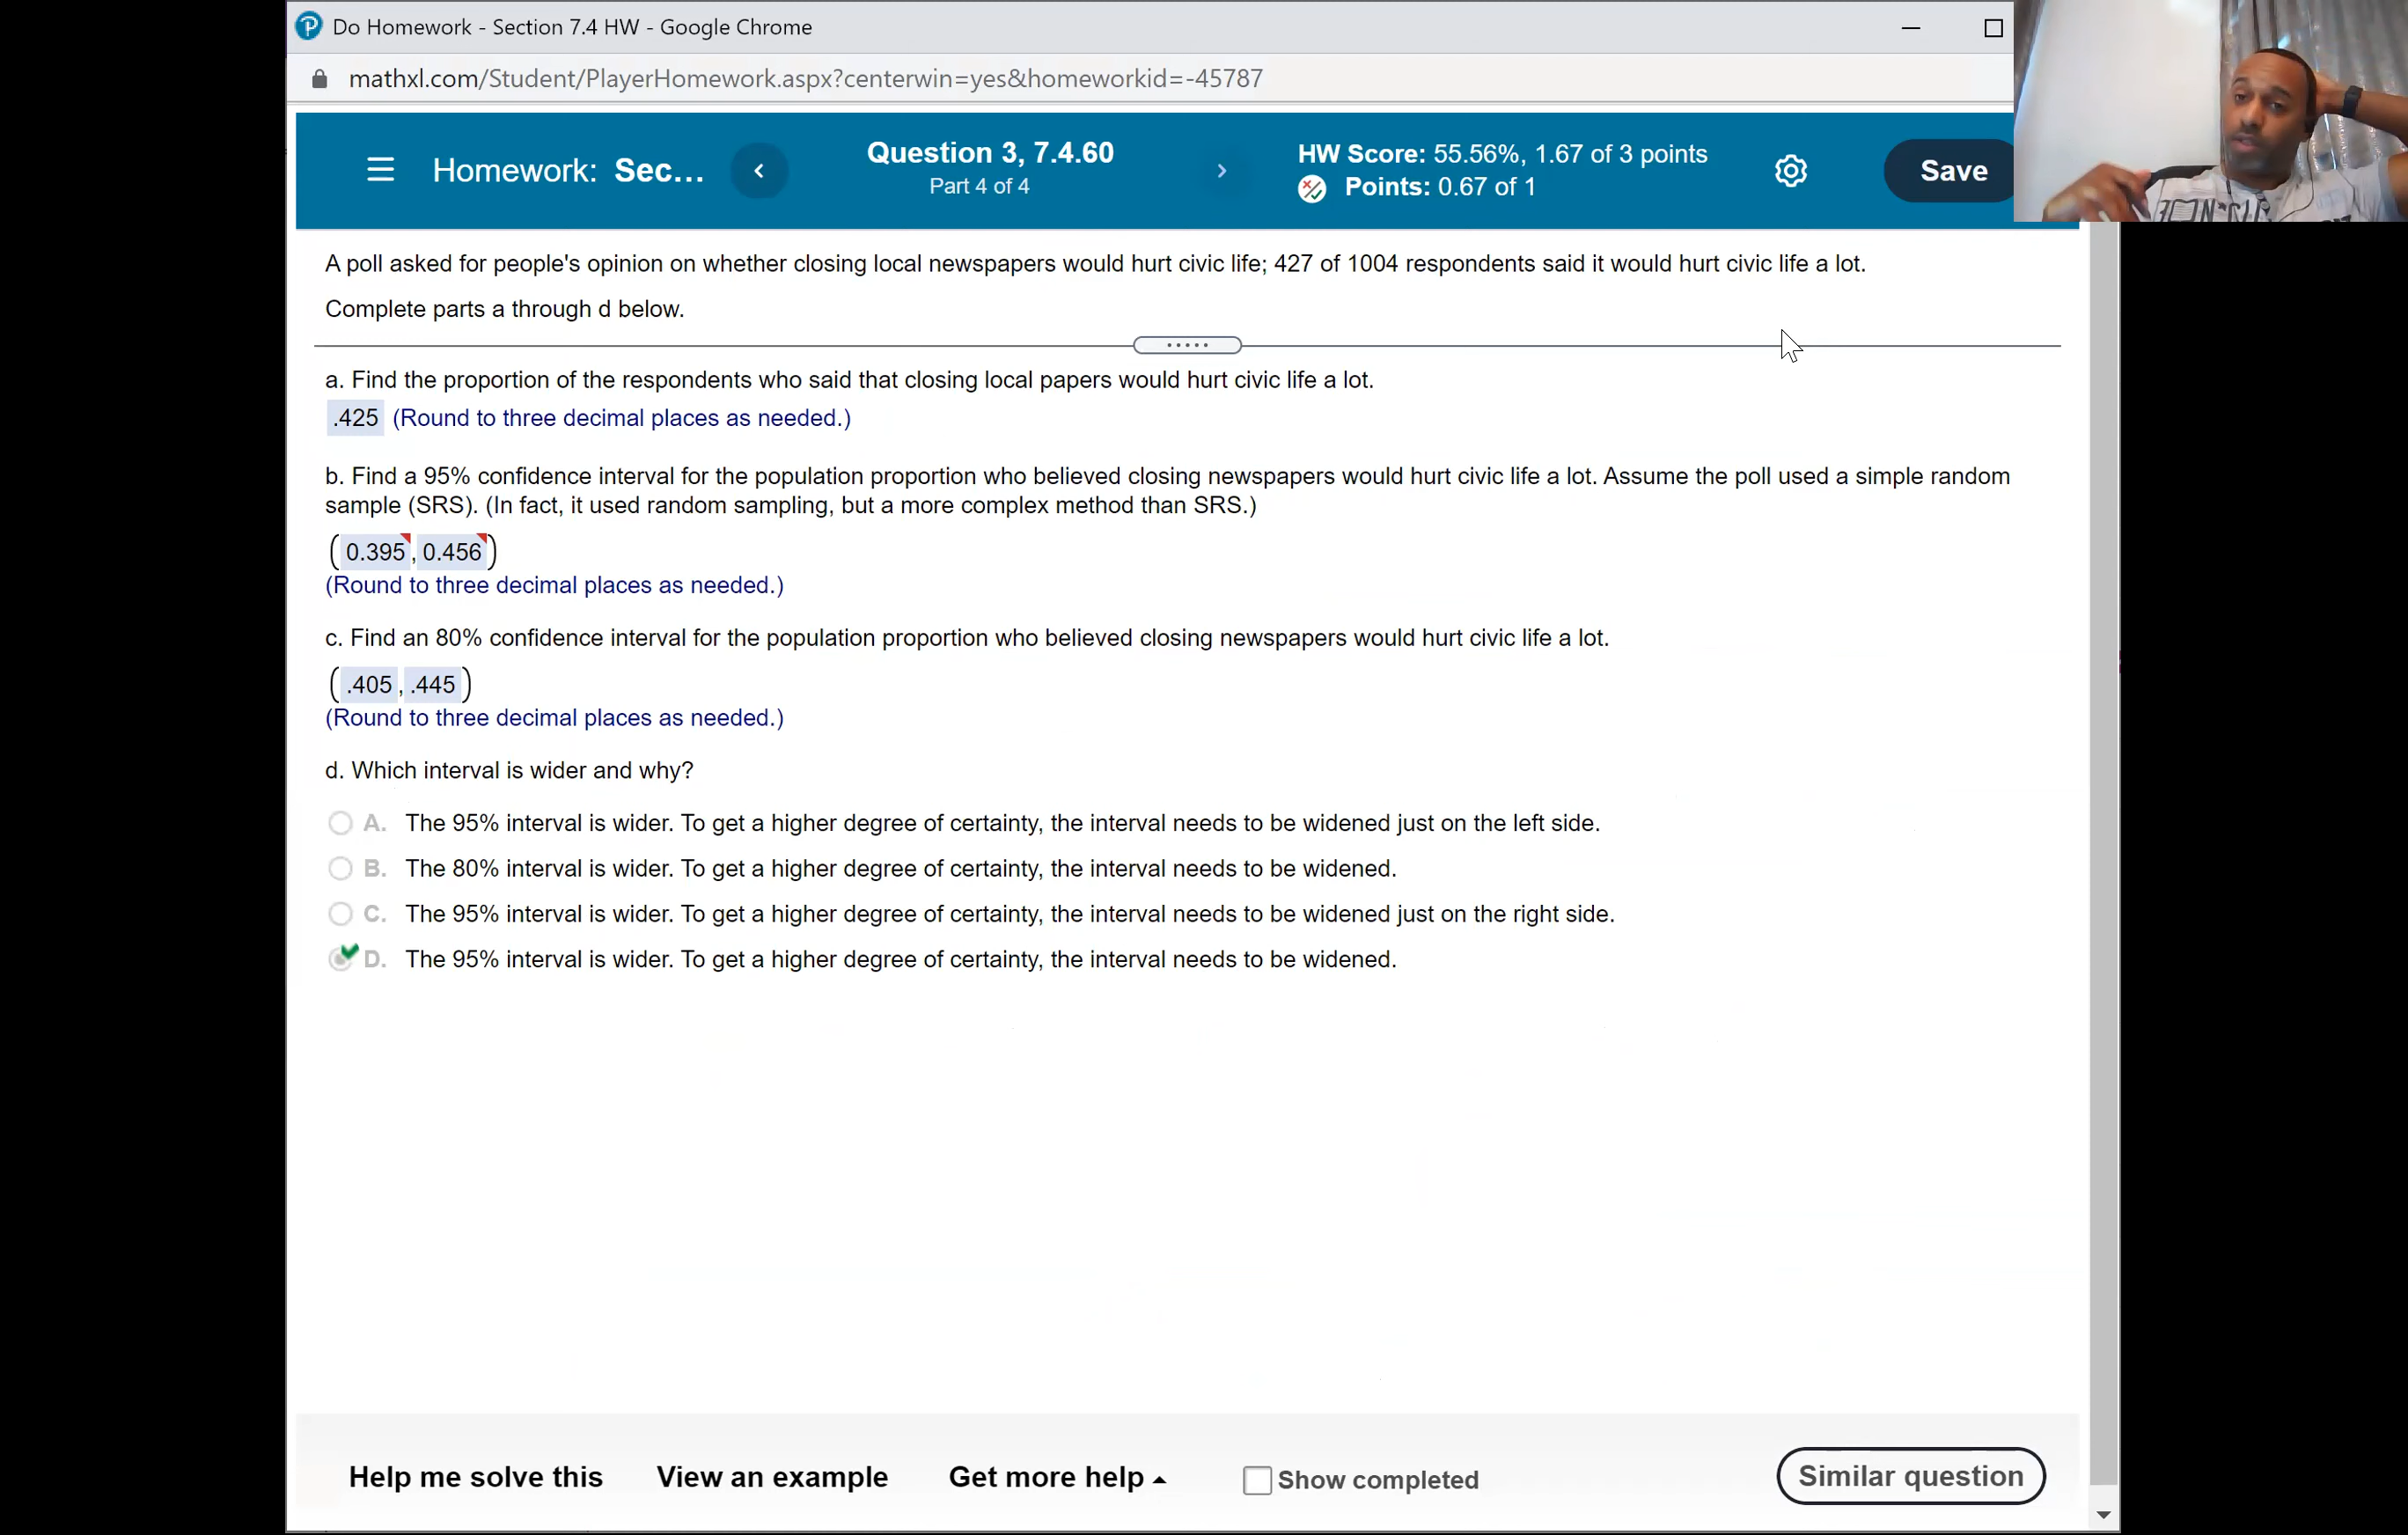 Do Homework - Section 7.4 HW - Google Chrome
mathxl.com/Student/PlayerHomework.aspx?centerwin=yes&homeworkid=-45787
Homework: Sec...
Question 3, 7.4.60
Part 4 of 4
HW Score: 55.56%, 1.67 of 3 points
Points: 0.67 of 1
Save
A poll asked for people's opinion on whether closing local newspapers would hurt civic life; 427 of 1004 respondents said it would hurt civic life a lot.
Complete parts a through d below.
a. Find the proportion of the respondents who said that closing local papers would hurt civic life a lot.
.425 (Round to three decimal places as needed.)
b. Find a 95% confidence interval for the population proportion who believed closing newspapers would hurt civic life a lot. Assume the poll used a simple random
sample (SRS). (In fact, it used random sampling, but a more complex method than SRS.)
(0.395, 0.456)
(Round to three decimal places as needed.)
c. Find an 80% confidence interval for the population proportion who believed closing newspapers would hurt civic life a lot.
(.405, .445)
(Round to three decimal places as needed.)
d. Which interval is wider and why?
A. The 95% interval is wider. To get a higher degree of certainty, the interval needs to be widened just on the left side.
B. The 80% interval is wider. To get a higher degree of certainty, the interval needs to be widened.
C. The 95% interval is wider. To get a higher degree of certainty, the interval needs to be widened just on the right side.
D. The 95% interval is wider. To get a higher degree of certainty, the interval needs to be widened.
Help me solve this
View an example
Get more help
Show completed
Similar question